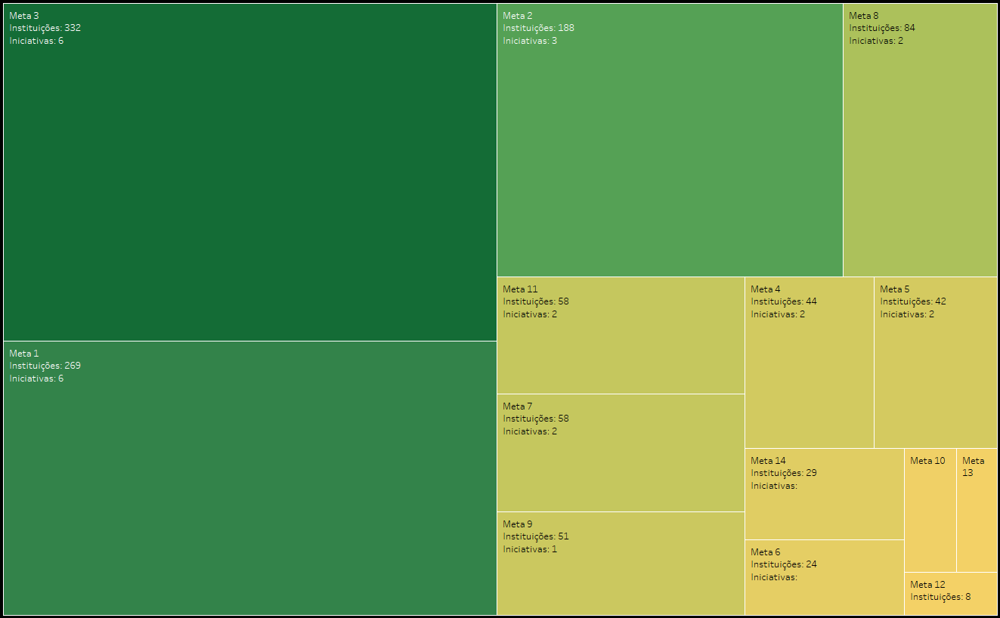 Meta 3
Instituições: 332
Iniciativas: 6
Meta 1
Instituições: 269
Iniciativas: 6
Meta 2
Instituições: 188
Iniciativas: 3
Meta 8
Instituições: 84
Iniciativas: 2
Meta 11
Instituições: 58
Iniciativas: 2
Meta 7
Instituições: 58
Iniciativas: 2
Meta 9
Instituições: 51
Iniciativas: 1
Meta 4
Instituições: 44
Iniciativas: 2
Meta 5
Instituições: 42
Iniciativas: 2
Meta 14
Instituições: 29
Iniciativas:
Meta 6
Instituições: 24
Iniciativas:
Meta 10
Meta
13
Meta 12
Instituições: 8